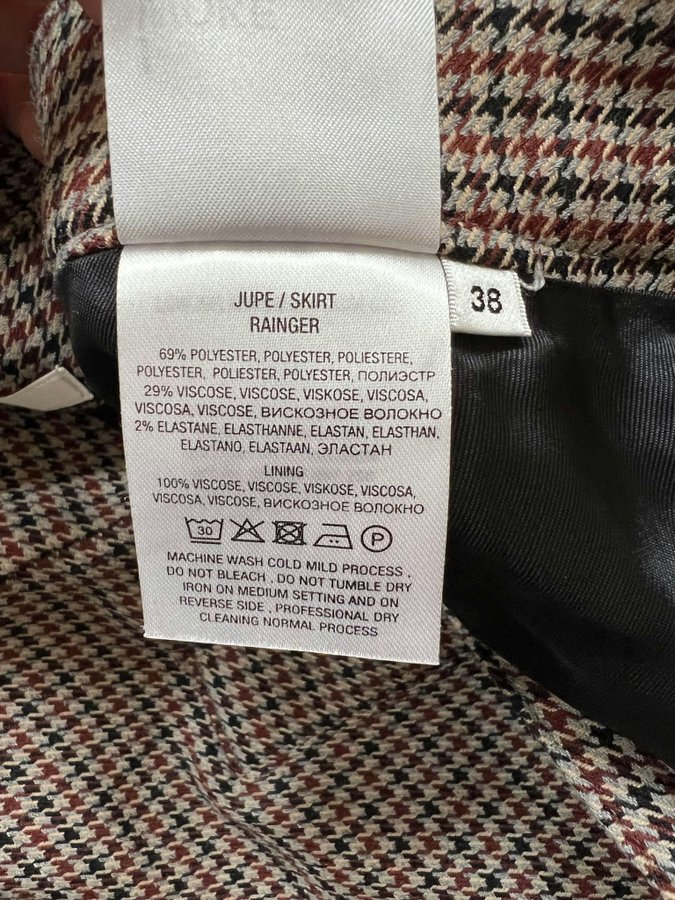 JUPE / SKIRT
RAINGER
38
69% POLYESTER, POLYESTER, POLIESTERE,
POLYESTER, POLIESTER, POLYESTER, ПОЛИЭСТР
29% VISCOSE, VISCOSE, VISKOSE, VISCOSA,
VISCOSA, VISCOSE, ВИСКОЗНОЕ ВОЛОКНО
2% ELASTANE, ELASTHANNE, ELASTAN, ELASTHAN,
ELASTANO, ELASTAAN, ЭЛАСТАН
LINING
100% VISCOSE, VISCOSE, VISKOSE, VISCOSA,
VISCOSA, VISCOSE, ВИСКОЗНОЕ ВОЛОКНО
30 P
MACHINE WASH COLD MILD PROCESS ,
DO NOT BLEACH , DO NOT TUMBLE DRY
IRON ON MEDIUM SETTING AND ON
REVERSE SIDE , PROFESSIONAL DRY
CLEANING NORMAL PROCESS